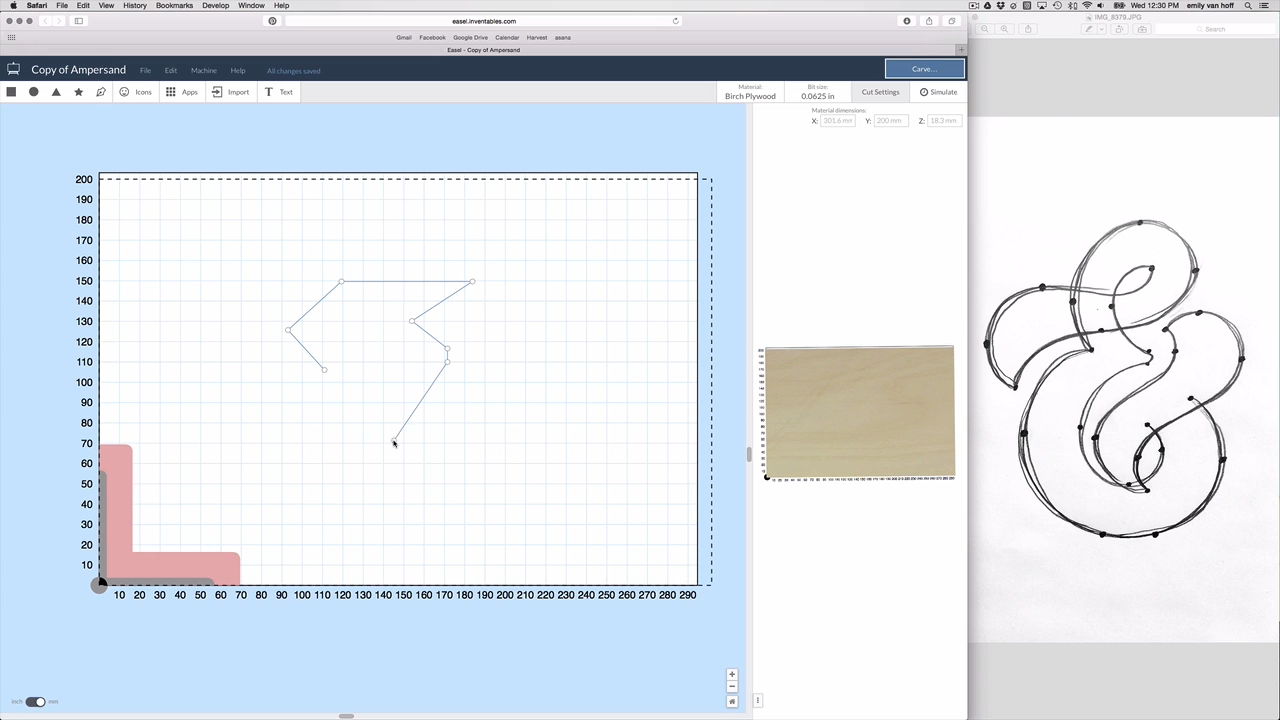 Safari File Edit View History Bookmarks Develop Window Help
Wed 12:30 PM emily van hoff
easel.inventables.com
IMG_8379.JPG
Search
Gmail Facebook Google Drive Calendar Harvest asana
Easel - Copy of Ampersand
Copy of Ampersand File Edit Machine Help All changes saved
Carve...
Icons Apps Import Text
Material: Birch Plywood
Bit size: 0.0625 in
Cut Settings
Simulate
Material dimensions:
X: 301.6 mm Y: 200 mm Z: 18.3 mm
200
190
180
170
160
150
140
130
120
110
100
90
80
70
60
50
40
30
20
10
10 20 30 40 50 60 70 80 90 100 110 120 130 140 150 160 170 180 190 200 210 220 230 240 250 260 270 280 290
inch mm